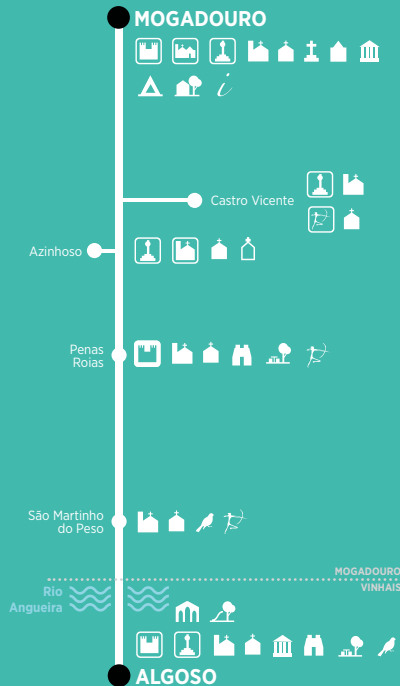 MOGADOURO
i
Castro Vicente
Azinhoso
Penas
Roias
São Martinho
do Peso
MOGADOURO
VINHAIS
Rio
Angueira
ALGOSO